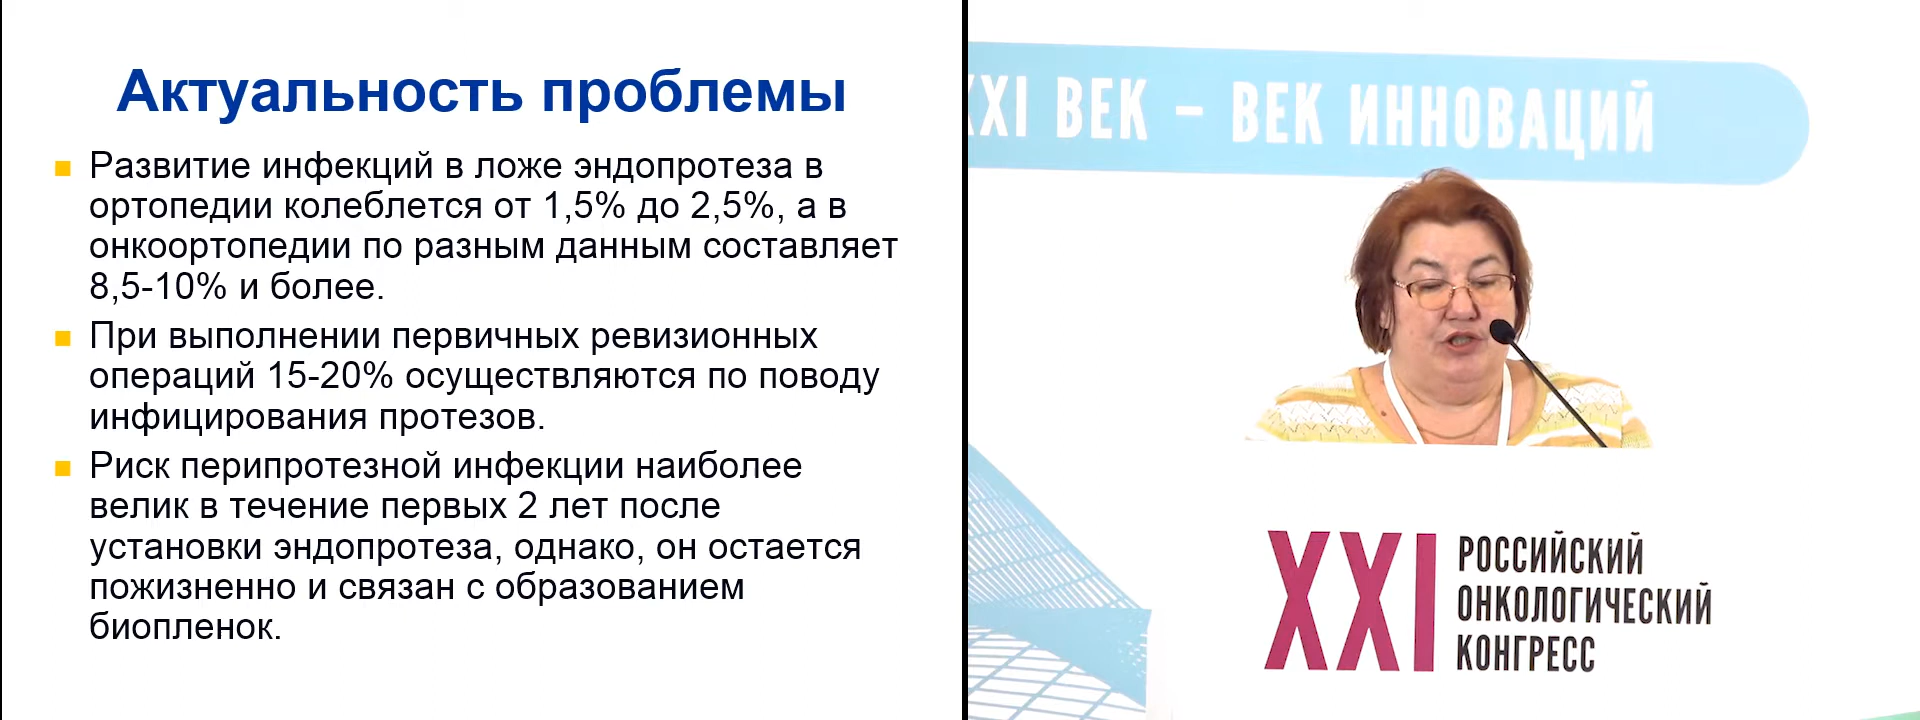 Актуальность проблемы
Развитие инфекций в ложе эндопротеза в
ортопедии колеблется от 1,5% до 2,5%, а в
онкоортопедии по разным данным составляет
8,5-10% и более.
При выполнении первичных ревизионных
операций 15-20% осуществляются по поводу
инфицирования протезов.
Риск перипротезной инфекции наиболее
велик в течение первых 2 лет после
установки эндопротеза, однако, он остается
пожизненно и связан с образованием
биопленок.
XXI ВЕК – ВЕК ИННОВАЦИЙ
XXI
РОССИЙСКИЙ
ОНКОЛОГИЧЕСКИЙ
КОНГРЕСС